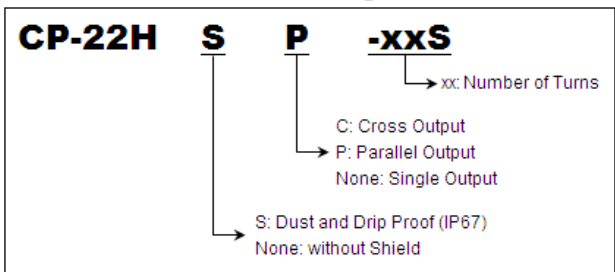 CP-22H S P -xxS
xx: Number of Turns
C: Cross Output
P: Parallel Output
None: Single Output
S: Dust and Drip Proof (IP67)
None: without Shield